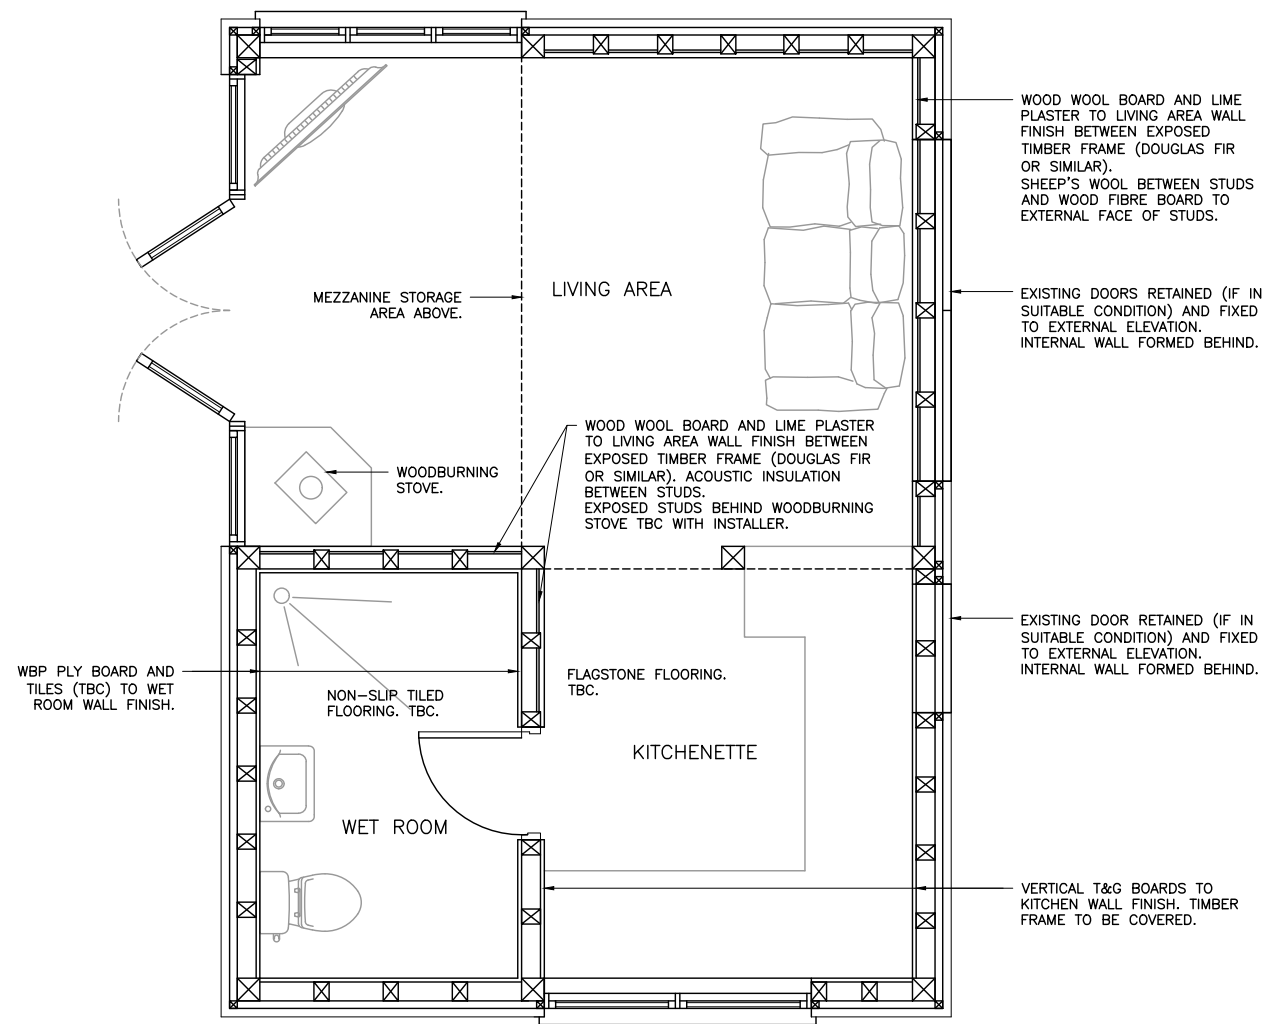 WOOD WOOL BOARD AND LIME
PLASTER TO LIVING AREA WALL
FINISH BETWEEN EXPOSED
TIMBER FRAME (DOUGLAS FIR
OR SIMILAR).
SHEEP'S WOOL BETWEEN STUDS
AND WOOD FIBRE BOARD TO
EXTERNAL FACE OF STUDS.
MEZZANINE STORAGE
AREA ABOVE.
LIVING AREA
EXISTING DOORS RETAINED (IF IN
SUITABLE CONDITION) AND FIXED
TO EXTERNAL ELEVATION.
INTERNAL WALL FORMED BEHIND.
WOODBURNING
STOVE.
WOOD WOOL BOARD AND LIME PLASTER
TO LIVING AREA WALL FINISH BETWEEN
EXPOSED TIMBER FRAME (DOUGLAS FIR
OR SIMILAR). ACOUSTIC INSULATION
BETWEEN STUDS.
EXPOSED STUDS BEHIND WOODBURNING
STOVE TBC WITH INSTALLER.
EXISTING DOOR RETAINED (IF IN
SUITABLE CONDITION) AND FIXED
TO EXTERNAL ELEVATION.
INTERNAL WALL FORMED BEHIND.
WBP PLY BOARD AND
TILES (TBC) TO WET
ROOM WALL FINISH.
NON-SLIP TILED
FLOORING. TBC.
FLAGSTONE FLOORING.
TBC.
KITCHENETTE
WET ROOM
VERTICAL T&G BOARDS TO
KITCHEN WALL FINISH. TIMBER
FRAME TO BE COVERED.